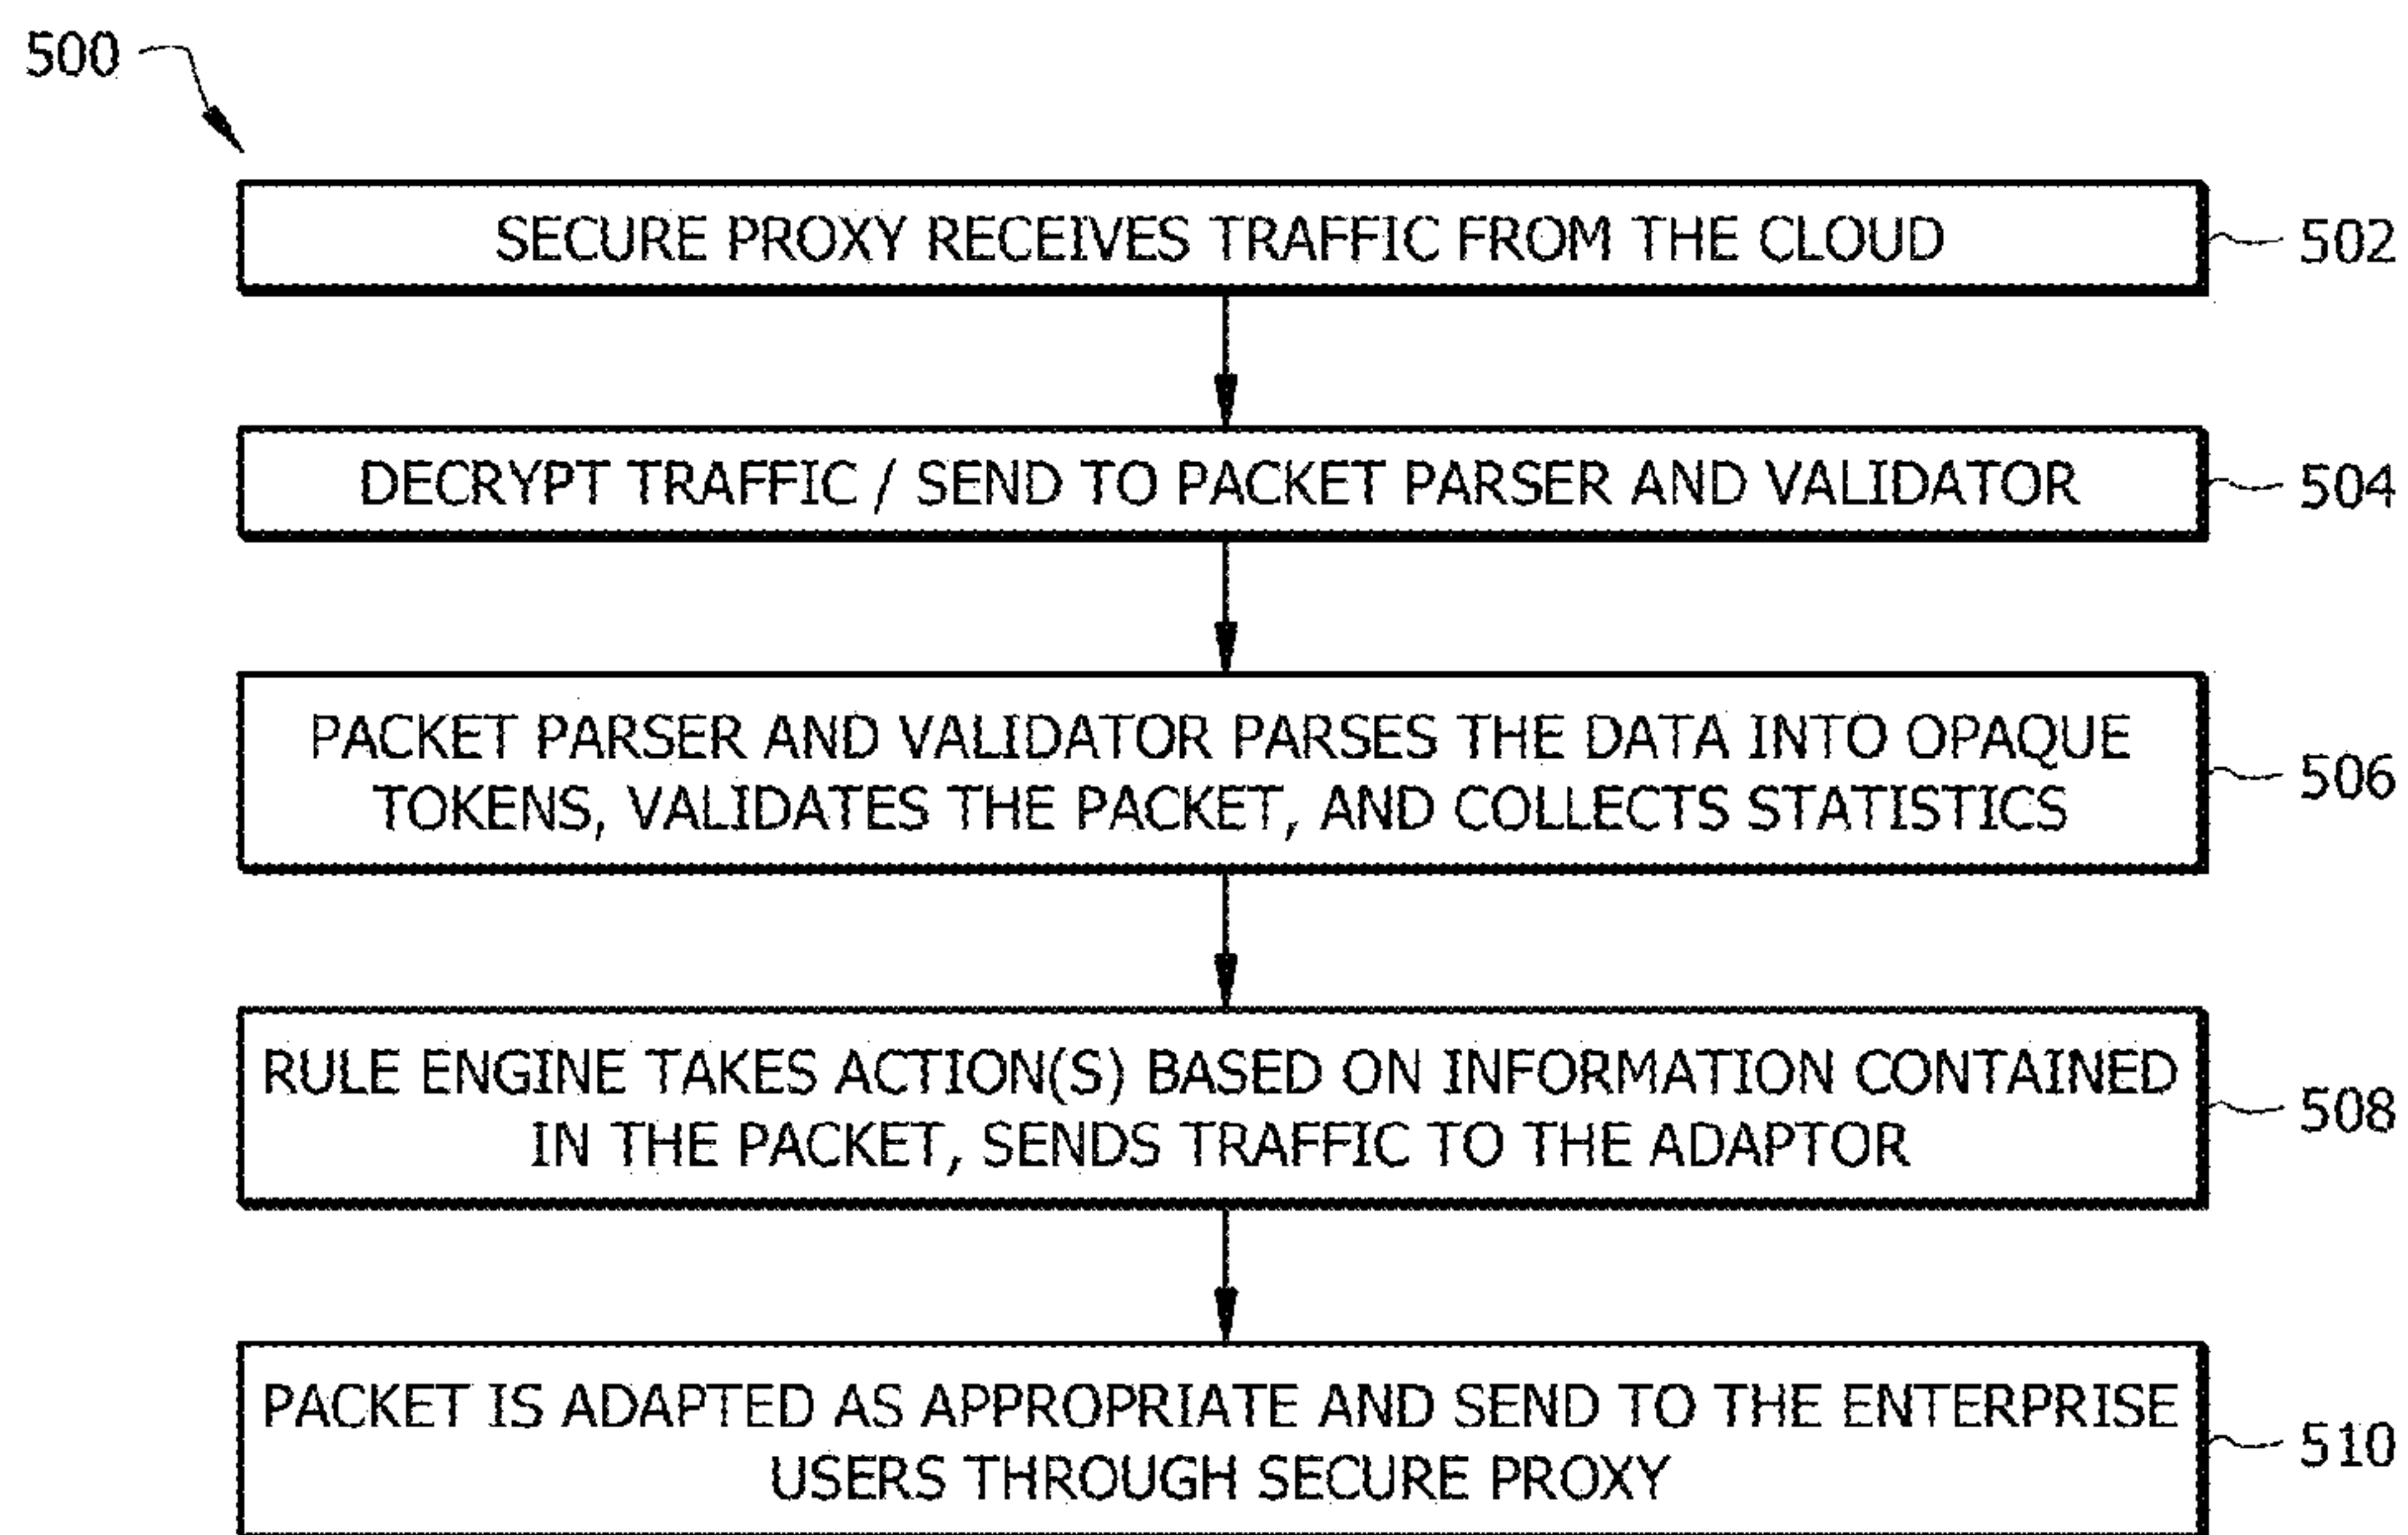 500
SECURE PROXY RECEIVES TRAFFIC FROM THE CLOUD
502
DECRYPT TRAFFIC / SEND TO PACKET PARSER AND VALIDATOR
504
PACKET PARSER AND VALIDATOR PARSES THE DATA INTO OPAQUE
TOKENS, VALIDATES THE PACKET, AND COLLECTS STATISTICS
506
RULE ENGINE TAKES ACTION(S) BASED ON INFORMATION CONTAINED
IN THE PACKET, SENDS TRAFFIC TO THE ADAPTOR
508
PACKET IS ADAPTED AS APPROPRIATE AND SEND TO THE ENTERPRISE
USERS THROUGH SECURE PROXY
510